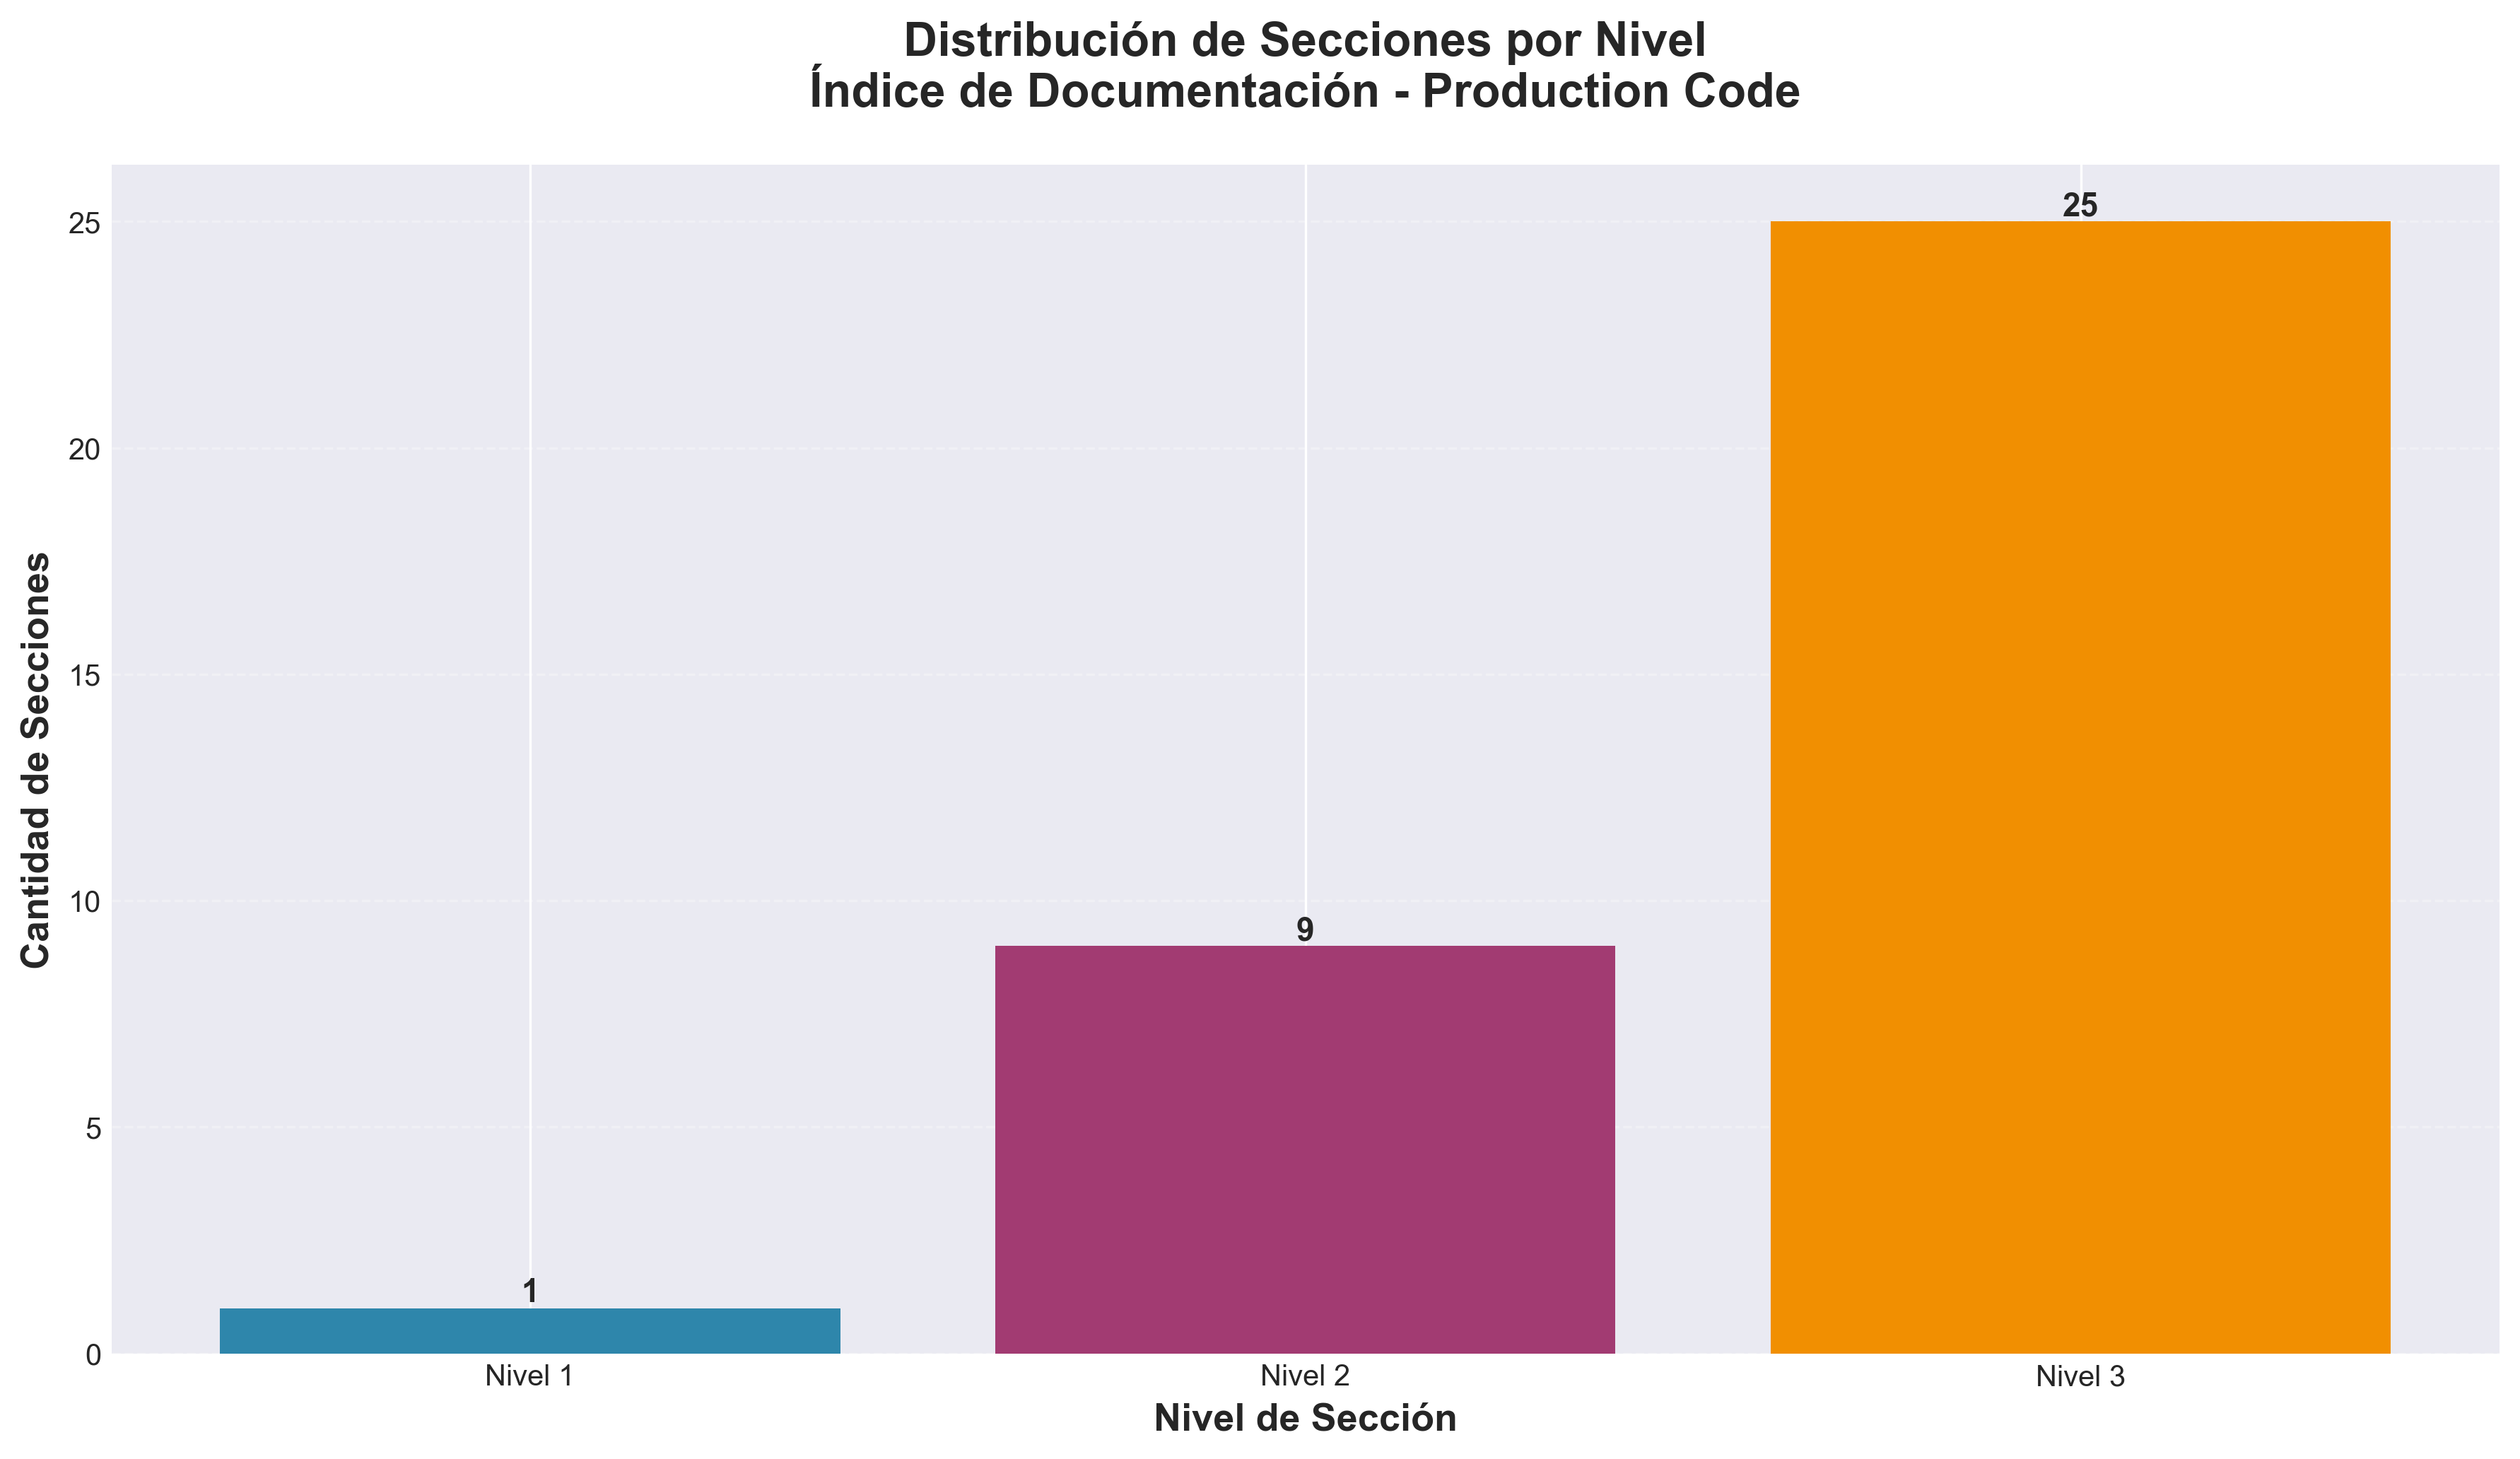 Distribución de Secciones por Nivel
Índice de Documentación - Production Code
Cantidad de Secciones
25
20
15
10
5
0
1
9
25
Nivel 1
Nivel 2
Nivel 3
Nivel de Sección